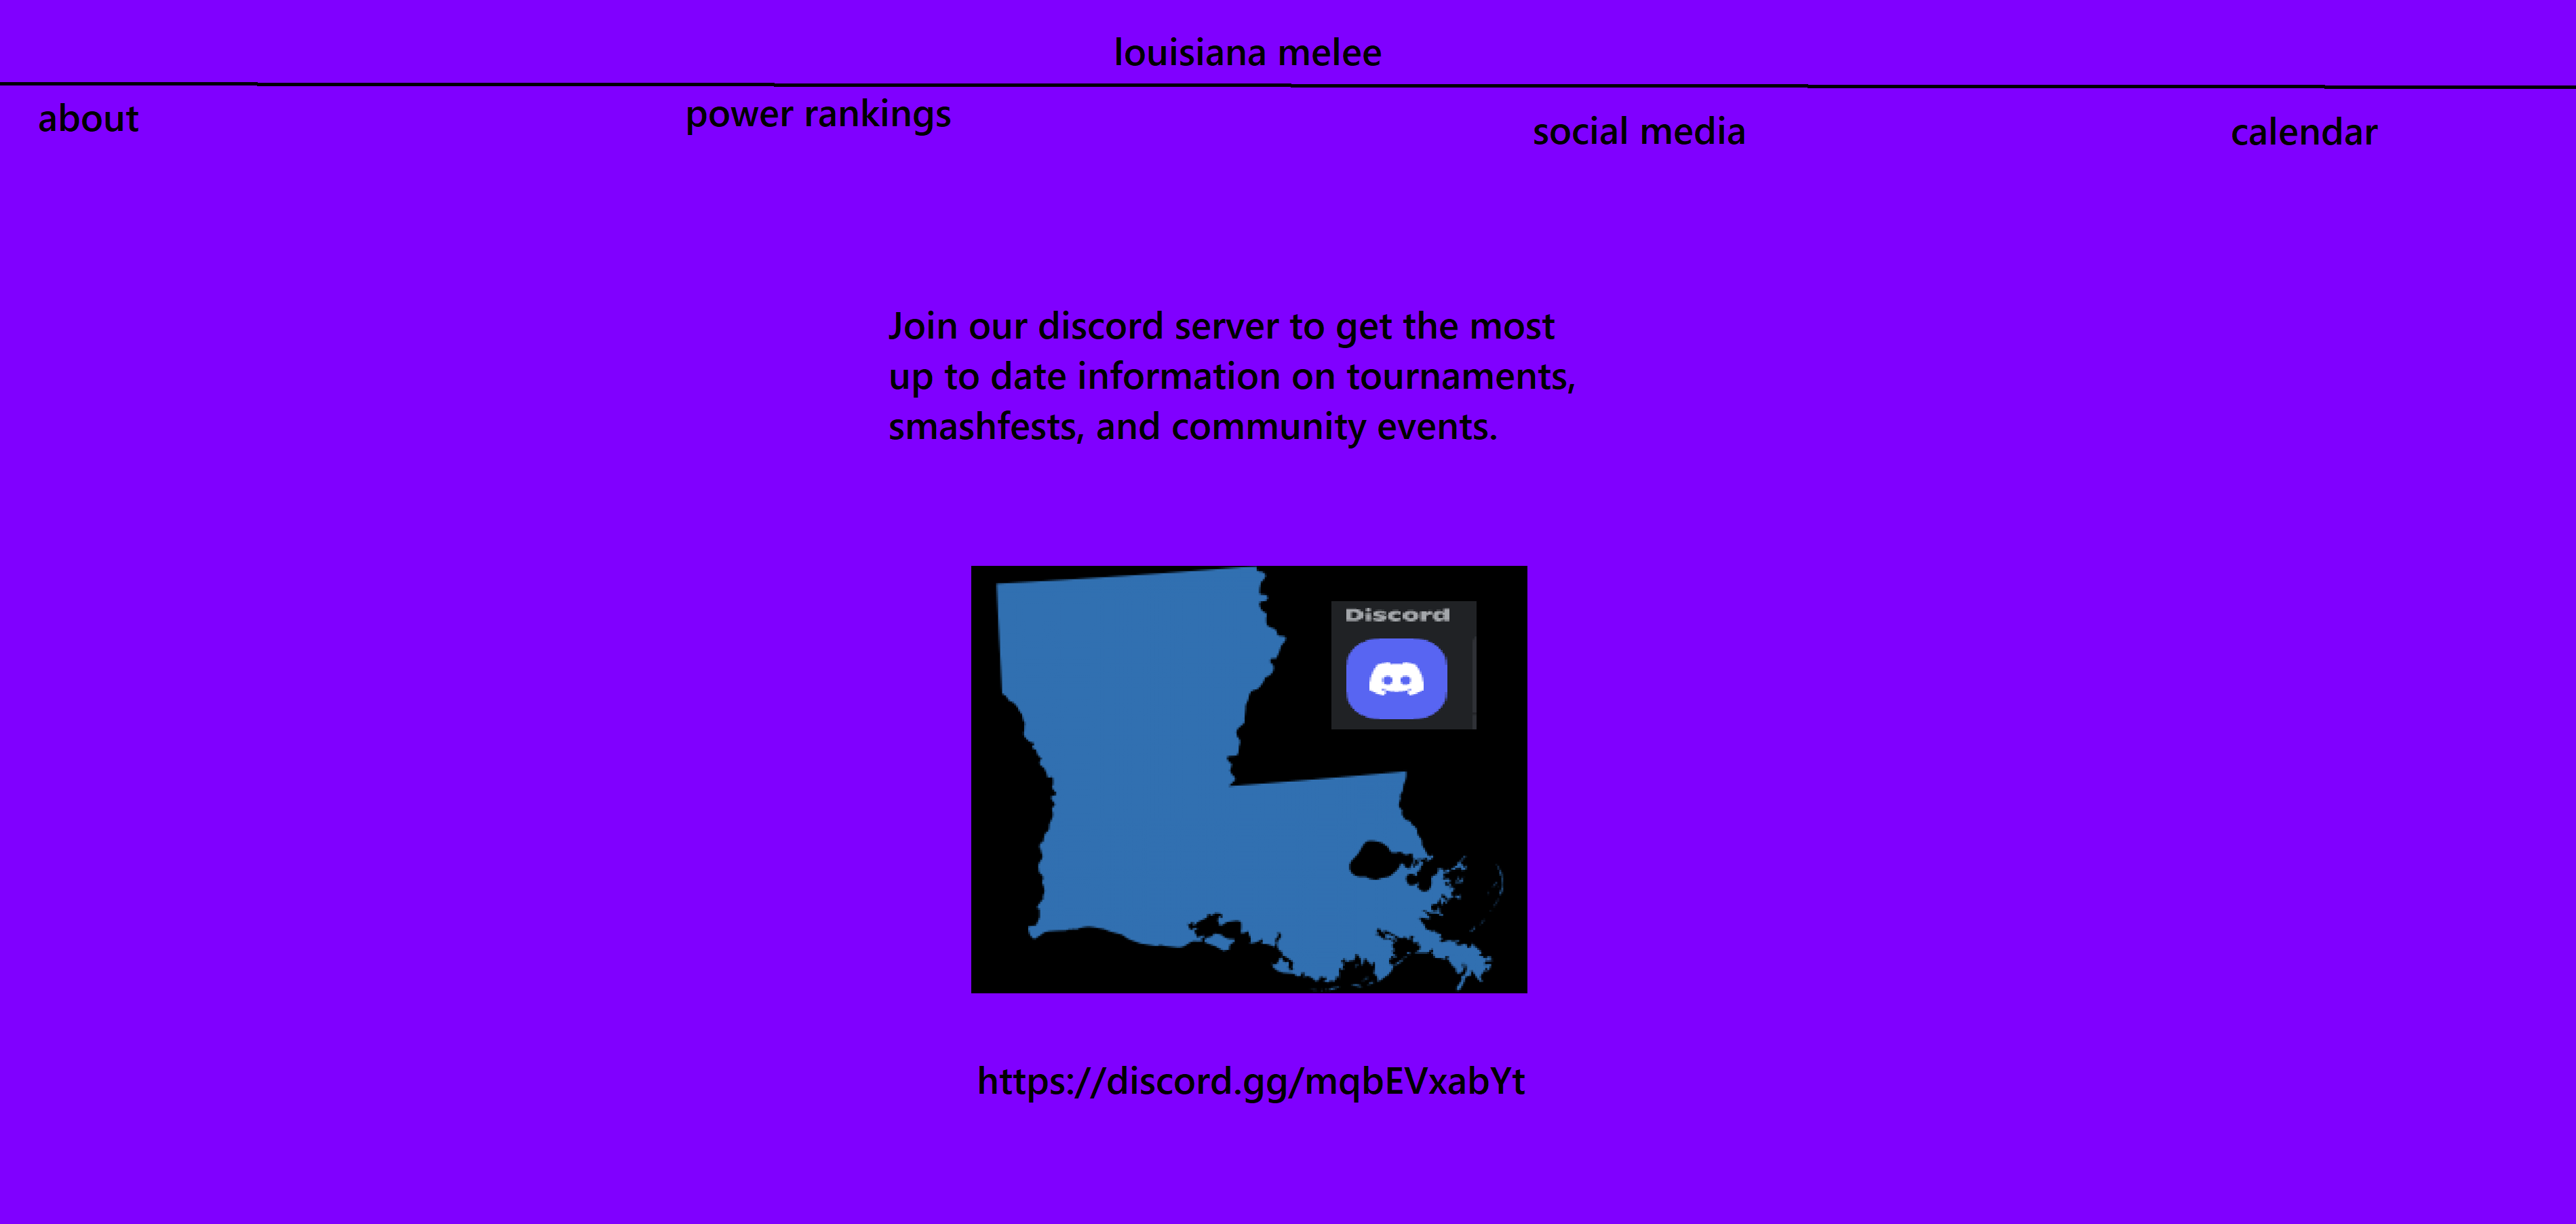 louisiana melee
about
power rankings
social media
calendar
Join our discord server to get the most
up to date information on tournaments,
smashfests, and community events.
Discord
https://discord.gg/mqbEVxabYt